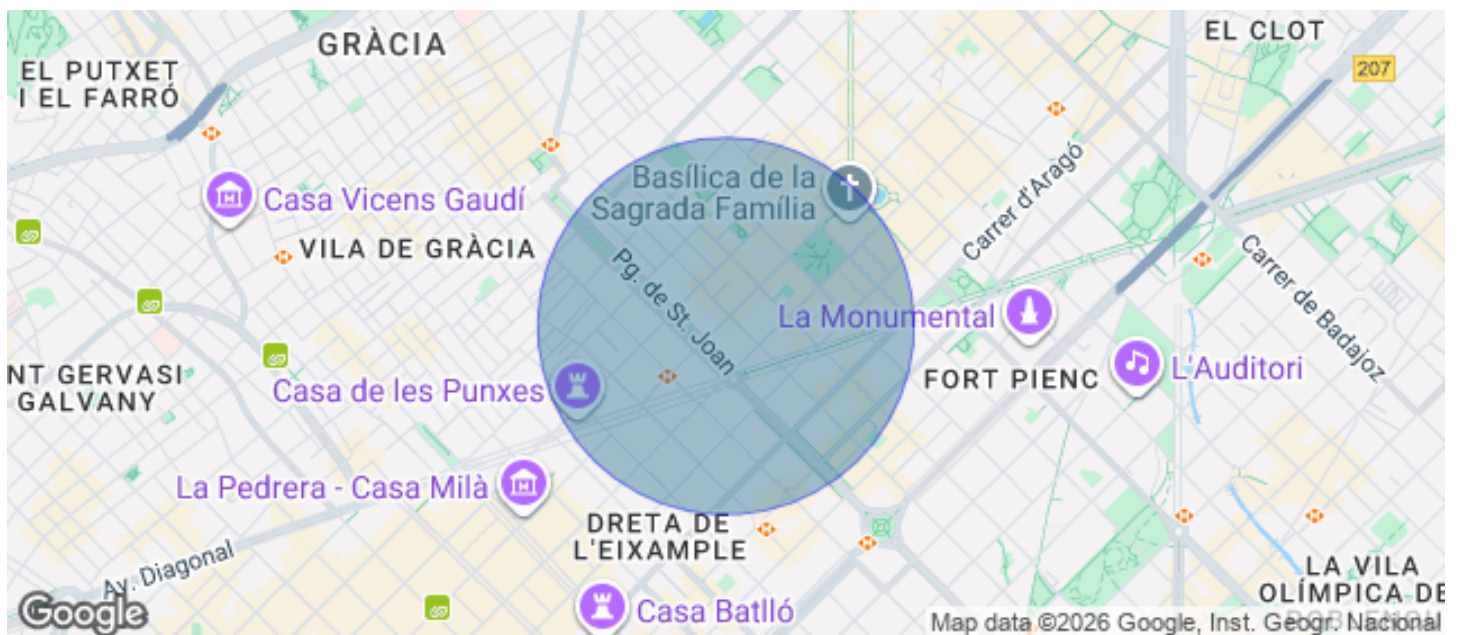 GRÀCIA
EL CLOT
EL PUTXET
I EL FARRÓ
207
Casa Vicens Gaudí
Basílica de la
Sagrada Família
Carrer d'Aragó
VILA DE GRÀCIA
Pg. de St. Joan
Carrer de Badajoz
La Monumental
NT GERVASI
GALVANY
Casa de les Punxes
FORT PIENC
L'Auditori
La Pedrera - Casa Milà
DRETA DE
L'EIXAMPLE
Av. Diagonal
LA VILA
OLÍMPICA DE
Casa Batlló
Google
Map data ©2026 Google, Inst. Geogr. Nacional